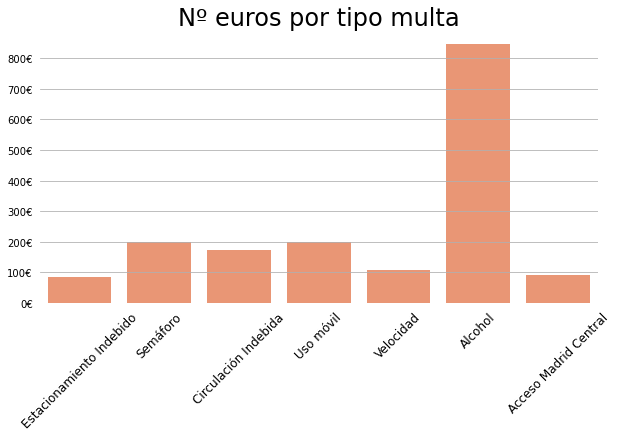 Nº euros por tipo multa
800€
700€
600€
500€
400€
300€
200€
100€
0€
Estacionamiento Indebido
Semáforo
Circulación Indebida
Uso móvil
Velocidad
Alcohol
Acceso Madrid Central